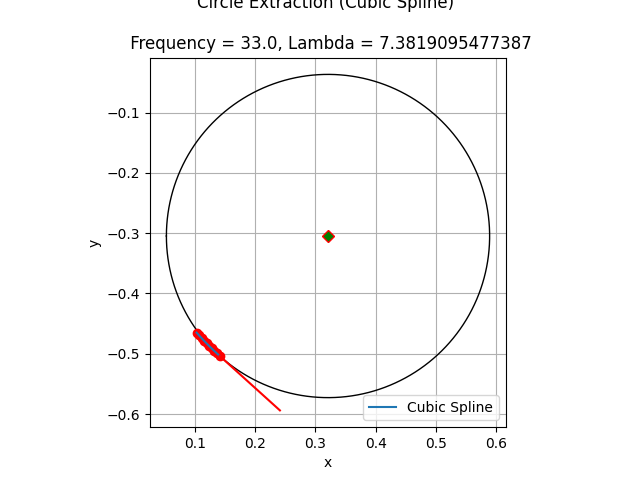 Circle Extraction (Cubic Spline)
Frequency = 33.0, Lambda = 7.3819095477387
−0.1
−0.2
−0.3
−0.4
−0.5
−0.6
y
0.1 0.2 0.3 0.4 0.5 0.6
x
Cubic Spline